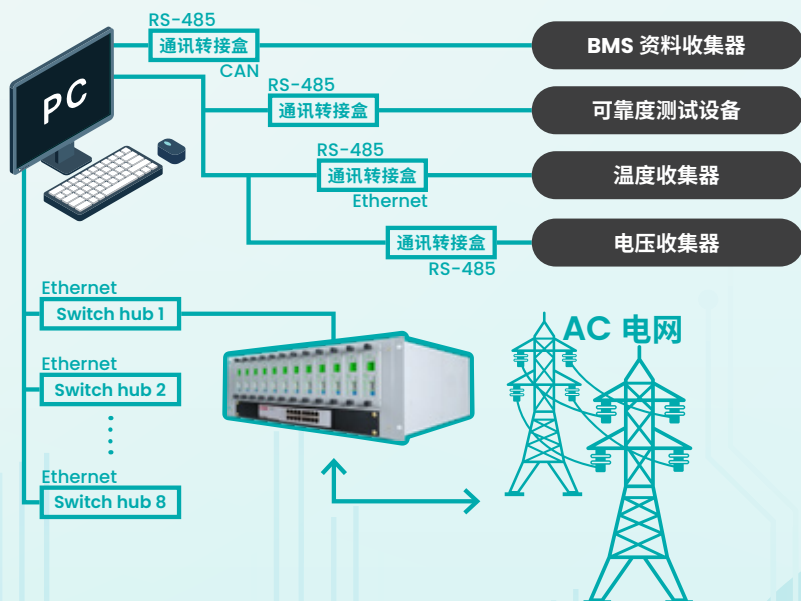 PC
RS-485
通讯转接盒
CAN
BMS 资料收集器
RS-485
通讯转接盒
可靠度测试设备
RS-485
通讯转接盒
Ethernet
温度收集器
通讯转接盒
RS-485
电压收集器
Ethernet
Switch hub 1
Ethernet
Switch hub 2
Ethernet
Switch hub 8
AC 电网